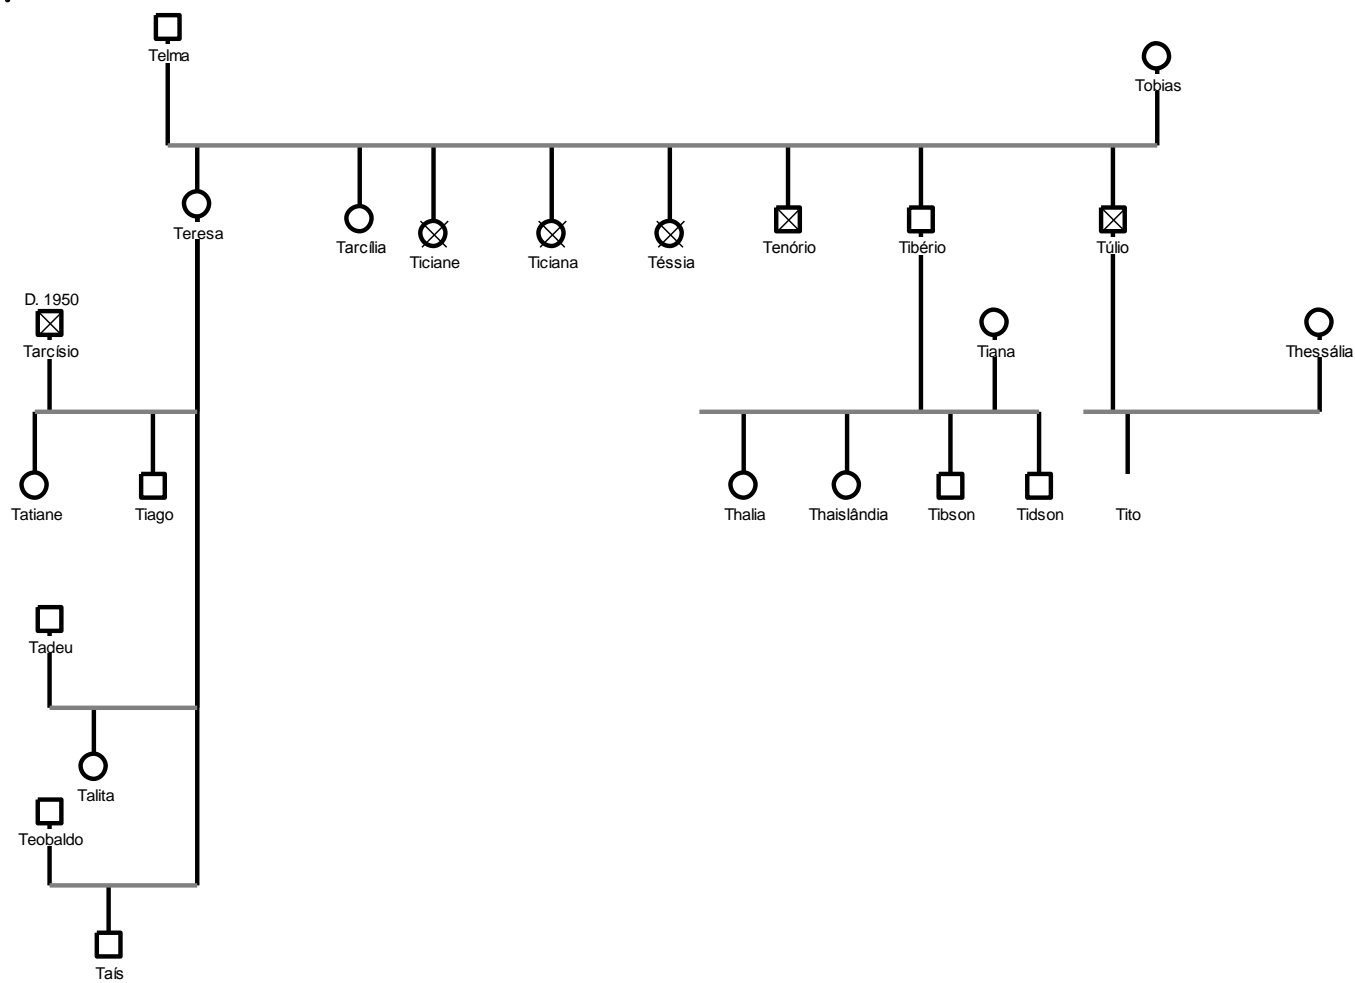 Telma
Tobias
Teresa
Tarcília
Ticiane
Ticiana
Téssia
Tenório
Tibério
Túlio
D. 1950
Tarcísio
Tiana
Thessália
Tatiane
Tiago
Thalia
Thaislândia
Tibson
Tidson
Tito
Tadeu
Talita
Teobaldo
Taís